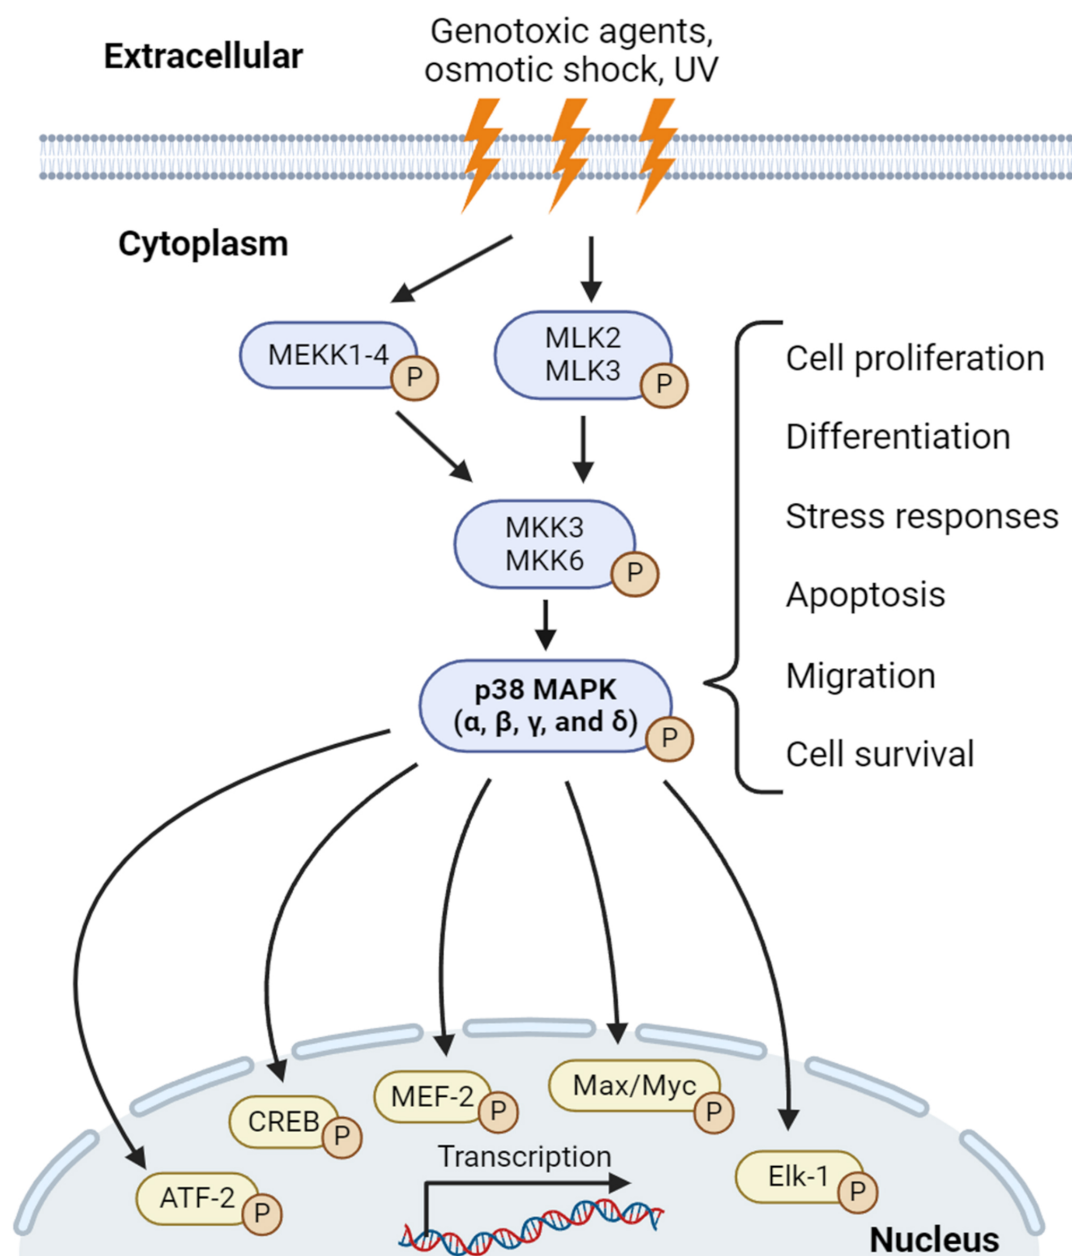 Extracellular
Genotoxic agents,
osmotic shock, UV
Cytoplasm
MEKK1-4
P
MLK2
MLK3
P
MKK3
MKK6
P
p38 MAPK
(α, β, γ, and δ)
P
Cell proliferation
Differentiation
Stress responses
Apoptosis
Migration
Cell survival
ATF-2
P
CREB
P
MEF-2
P
Max/Myc
P
Elk-1
P
Transcription
Nucleus